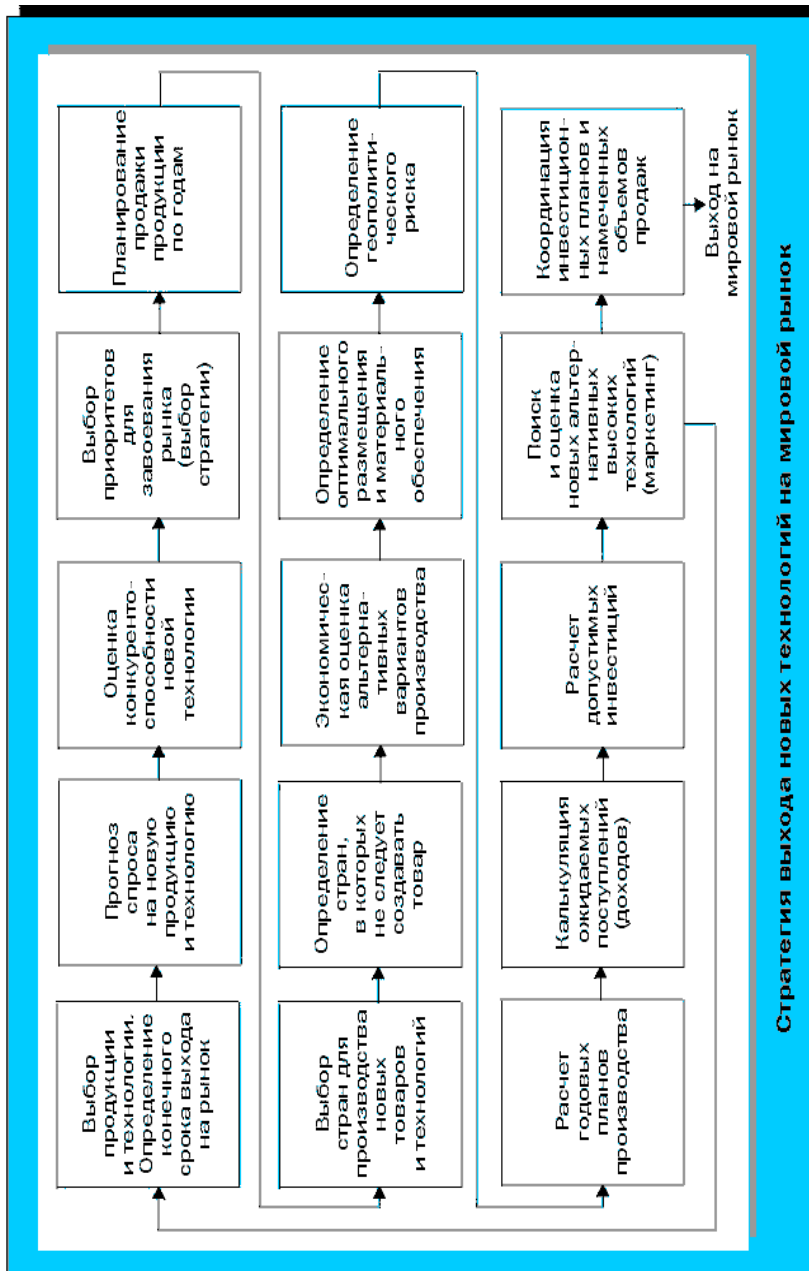 Выбор
продукции
и технологии.
Определение
конечного
срока выхода
на рынок
Прогноз
спроса
на новую
продукцию
и технологию
Оценка
конкуренто-
способности
новой
технологии
Выбор
приоритетов
для
завоевания
рынка
(выбор
стратегии)
Планирование
продажи
продукции
по годам
Выбор
стран для
производства
новых
товаров
и технологий
Определение
стран,
в которых
не следует
создавать
товар
Экономичес-
кая оценка
альтерна-
тивных
вариантов
производства
Определение
оптимального
размещения
и материаль-
ного
обеспечения
Определение
геополити-
ческого
риска
Расчет
годовых
планов
производства
Калькуляция
ожидаемых
поступлений
(доходов)
Расчет
допустимых
инвестиций
Поиск
и оценка
новых альтер-
нативных
высоких
технологий
(маркетинг)
Координация
инвестицион-
ных планов и
намеченных
объемов
продаж
Выход на
мировой рынок
Стратегия выхода новых технологий на мировой рынок